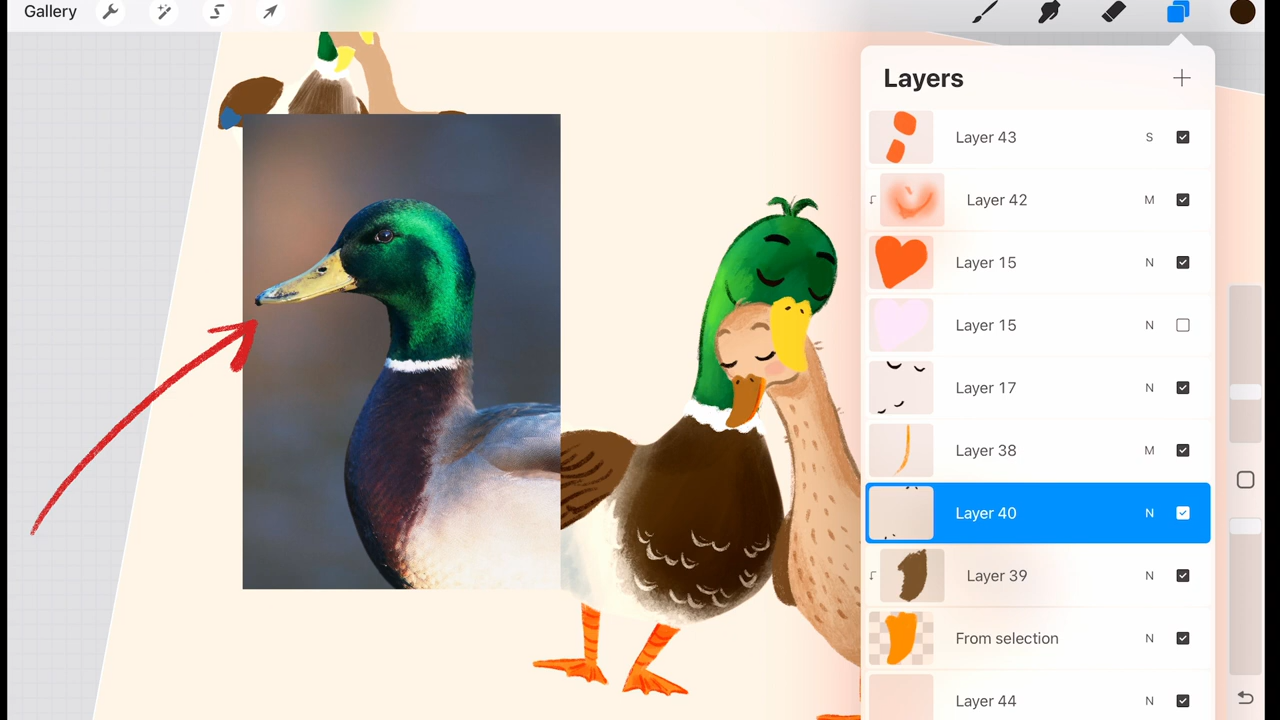 Gallery
Layers
Layer 43 S
Layer 42 M
Layer 15 N
Layer 15 N
Layer 17 N
Layer 38 M
Layer 40 N
Layer 39 N
From selection N
Layer 44 N